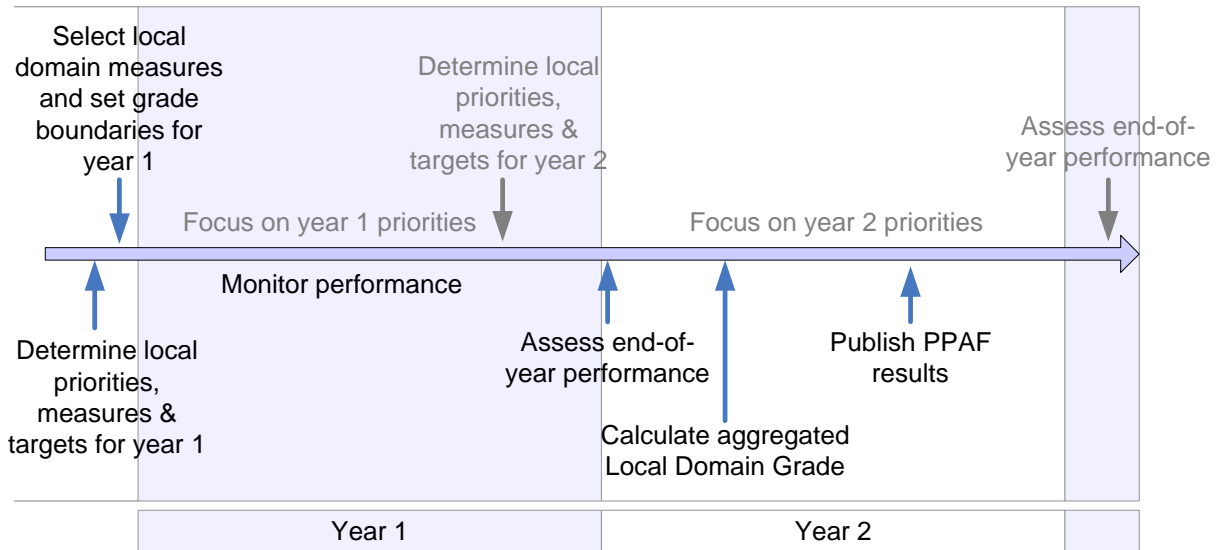 Select local
domain measures
and set grade
boundaries for
year 1
Determine local
priorities,
measures &
targets for year 2
Assess end-of-
year performance
Focus on year 1 priorities
Focus on year 2 priorities
Monitor performance
Determine local
priorities,
measures &
targets for year 1
Assess end-of-
year performance
Publish PPAF
results
Calculate aggregated
Local Domain Grade
Year 1
Year 2